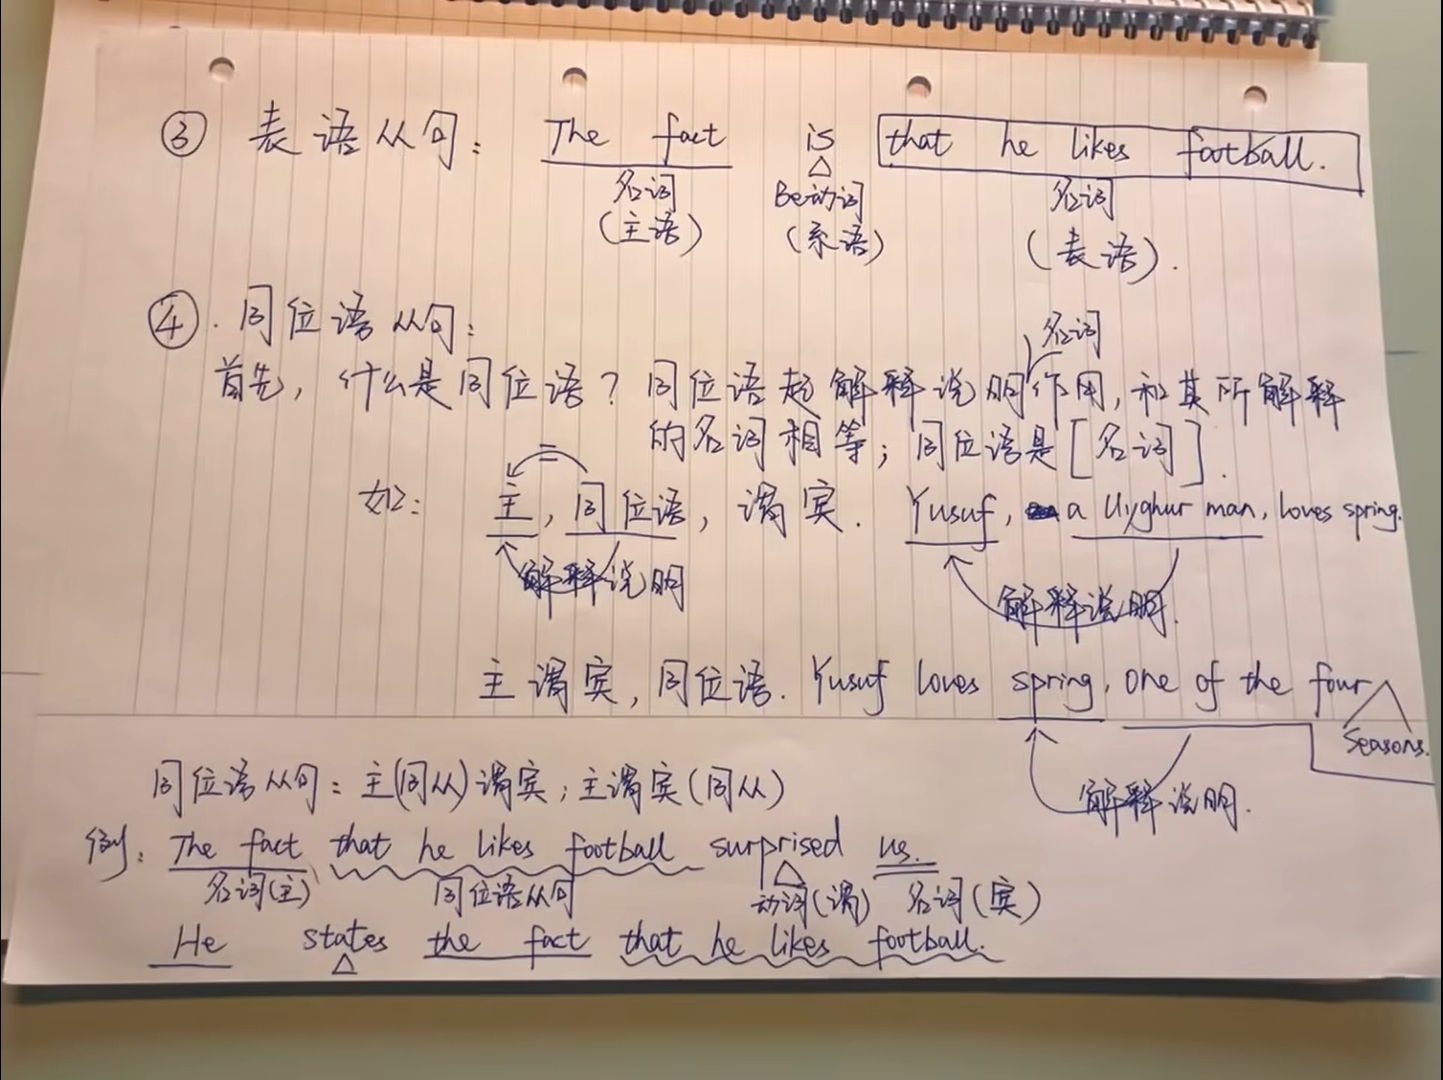 ③ 表语从句: The fact is that he likes football.
名词 Be动词 名词
(主语) (系语) (表语).
④. 同位语从句:
名词
首先, 什么是同位语? 同位语起解释说明作用, 和其所解释
的名词相等; 同位语是[名词].
=
如: 主, 同位语, 谓宾. Yusuf, a Uyghur man, loves spring.
解释说明 解释说明.
主谓宾, 同位语. Yusuf loves spring, one of the four
seasons.
解释说明.
同位语从句: 主(同从)谓宾; 主谓宾(同从)
例: The fact that he likes football surprised us.
名词(主) 同位语从句 动词(谓) 名词(宾)
He states the fact that he likes football.